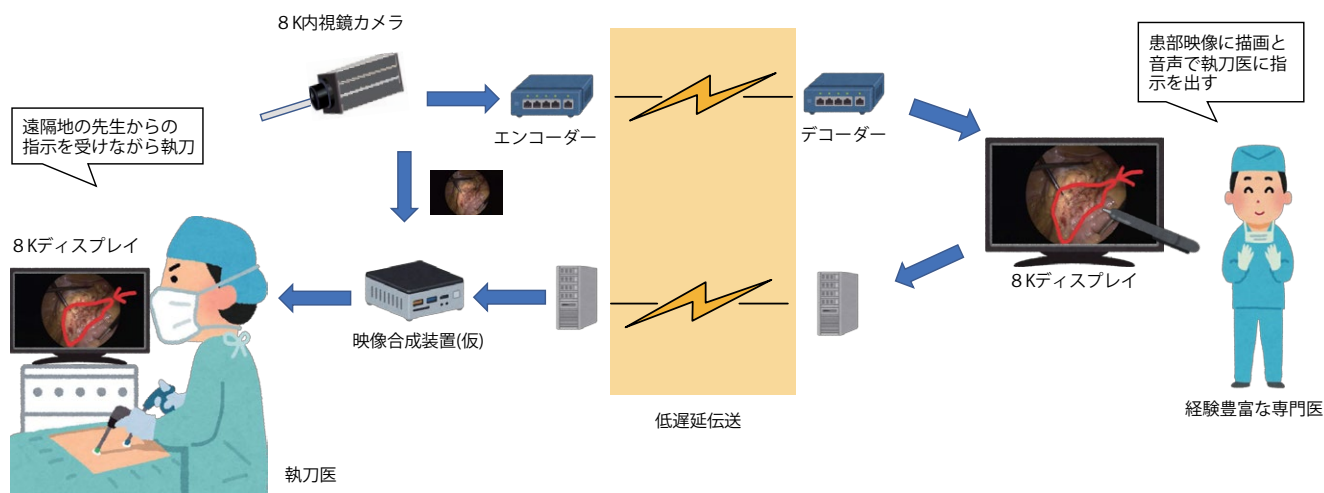 ８K内視鏡カメラ
患部映像に描画と
音声で執刀医に指
示を出す
遠隔地の先生からの
指示を受けながら執刀
エンコーダー
デコーダー
８Kディスプレイ
８Kディスプレイ
映像合成装置(仮)
低遅延伝送
経験豊富な専門医
執刀医